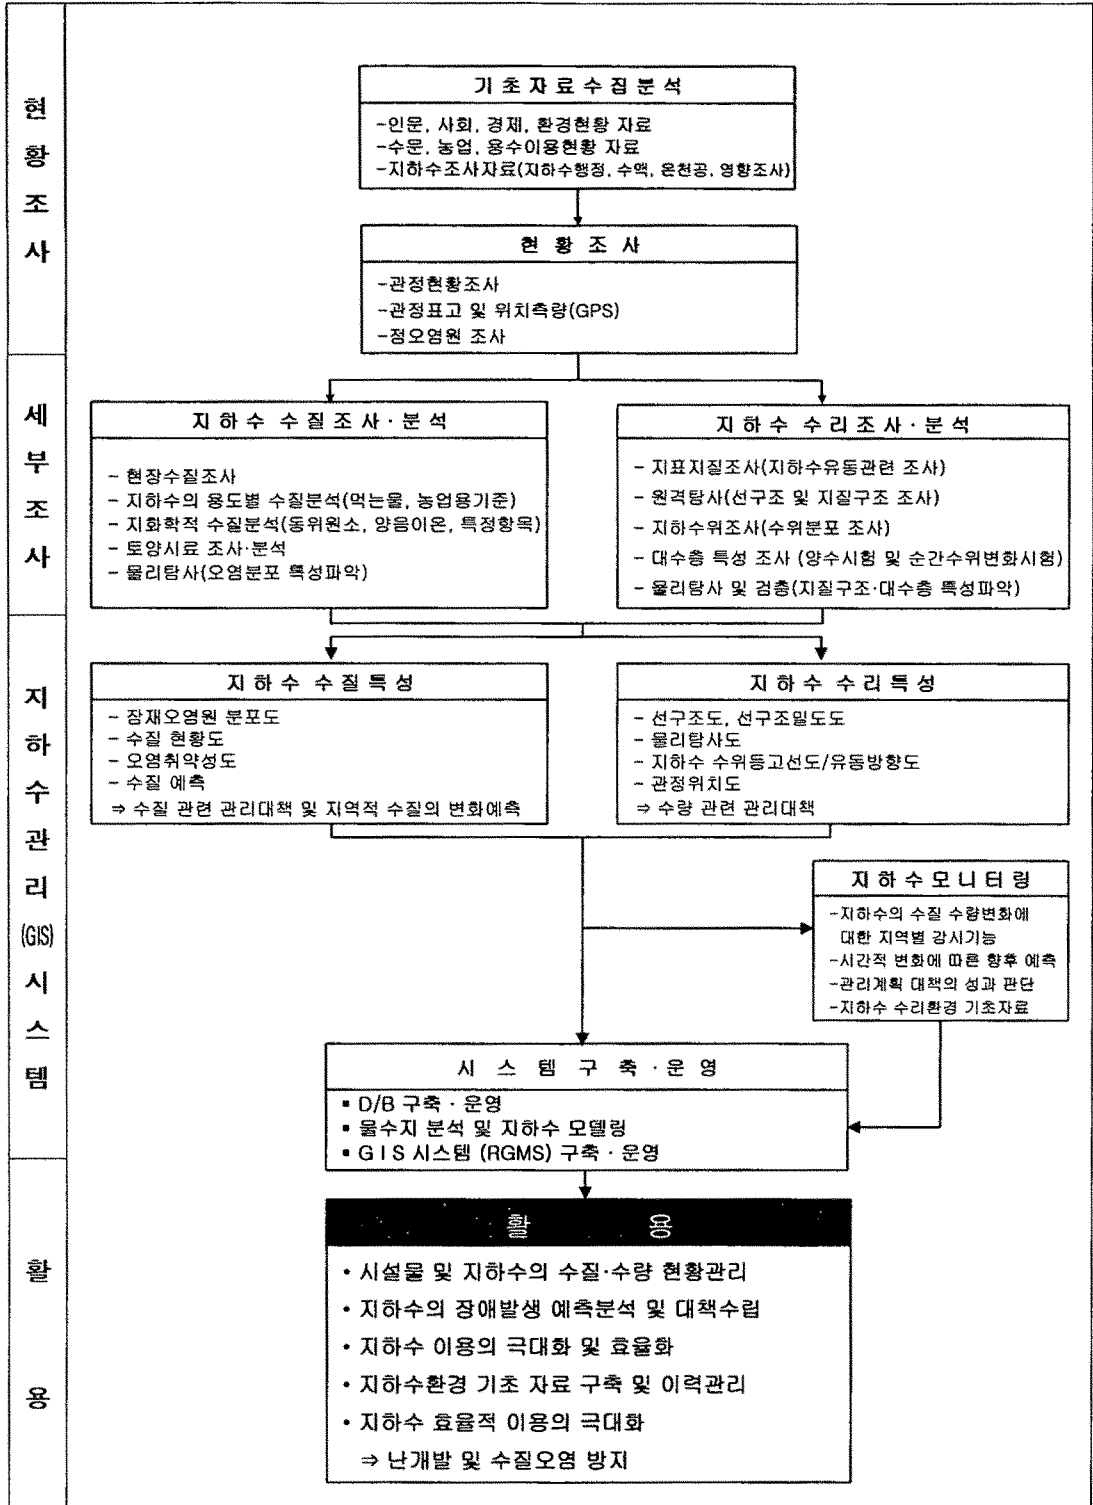 현황조사
기초자료수집분석
-인문, 사회, 경제, 환경현황 자료
-수문, 농업, 용수이용현황 자료
-지하수조사자료(지하수행정, 수맥, 온천공, 영향조사)
현 황 조 사
-관정현황조사
-관정표고 및 위치측량(GPS)
-점오염원 조사
세부조사
지하수 수질조사·분석
- 현장수질조사
- 지하수의 용도별 수질분석(먹는물, 농업용기준)
- 지화학적 수질분석(동위원소, 양음이온, 특정항목)
- 토양시료 조사·분석
- 물리탐사(오염분포 특성파악)
지하수 수리조사·분석
- 지표지질조사(지하수유동관련 조사)
- 원격탐사(선구조 및 지질구조 조사)
- 지하수위조사(수위분포 조사)
- 대수층 특성 조사 (양수시험 및 순간수위변화시험)
- 물리탐사 및 검층(지질구조·대수층 특성파악)
지하수관리(GIS)시스템
지하수 수질특성
- 잠재오염원 분포도
- 수질 현황도
- 오염취약성도
- 수질 예측
⇒ 수질 관련 관리대책 및 지역적 수질의 변화예측
지하수 수리특성
- 선구조도, 선구조밀도도
- 물리탐사도
- 지하수 수위등고선도/유동방향도
- 관정위치도
⇒ 수량 관련 관리대책
지하수모니터링
-지하수의 수질 수량변화에
대한 지역별 감시기능
-시간적 변화에 따른 향후 예측
-관리계획 대책의 성과 판단
-지하수 수리환경 기초자료
시 스 템 구 축 · 운 영
▪ D/B 구축 · 운영
▪ 물수지 분석 및 지하수 모델링
▪ G I S 시스템 (RGMS) 구축 · 운영
활용
활 용
• 시설물 및 지하수의 수질·수량 현황관리
• 지하수의 장애발생 예측분석 및 대책수립
• 지하수 이용의 극대화 및 효율화
• 지하수환경 기초 자료 구축 및 이력관리
• 지하수 효율적 이용의 극대화
⇒ 난개발 및 수질오염 방지